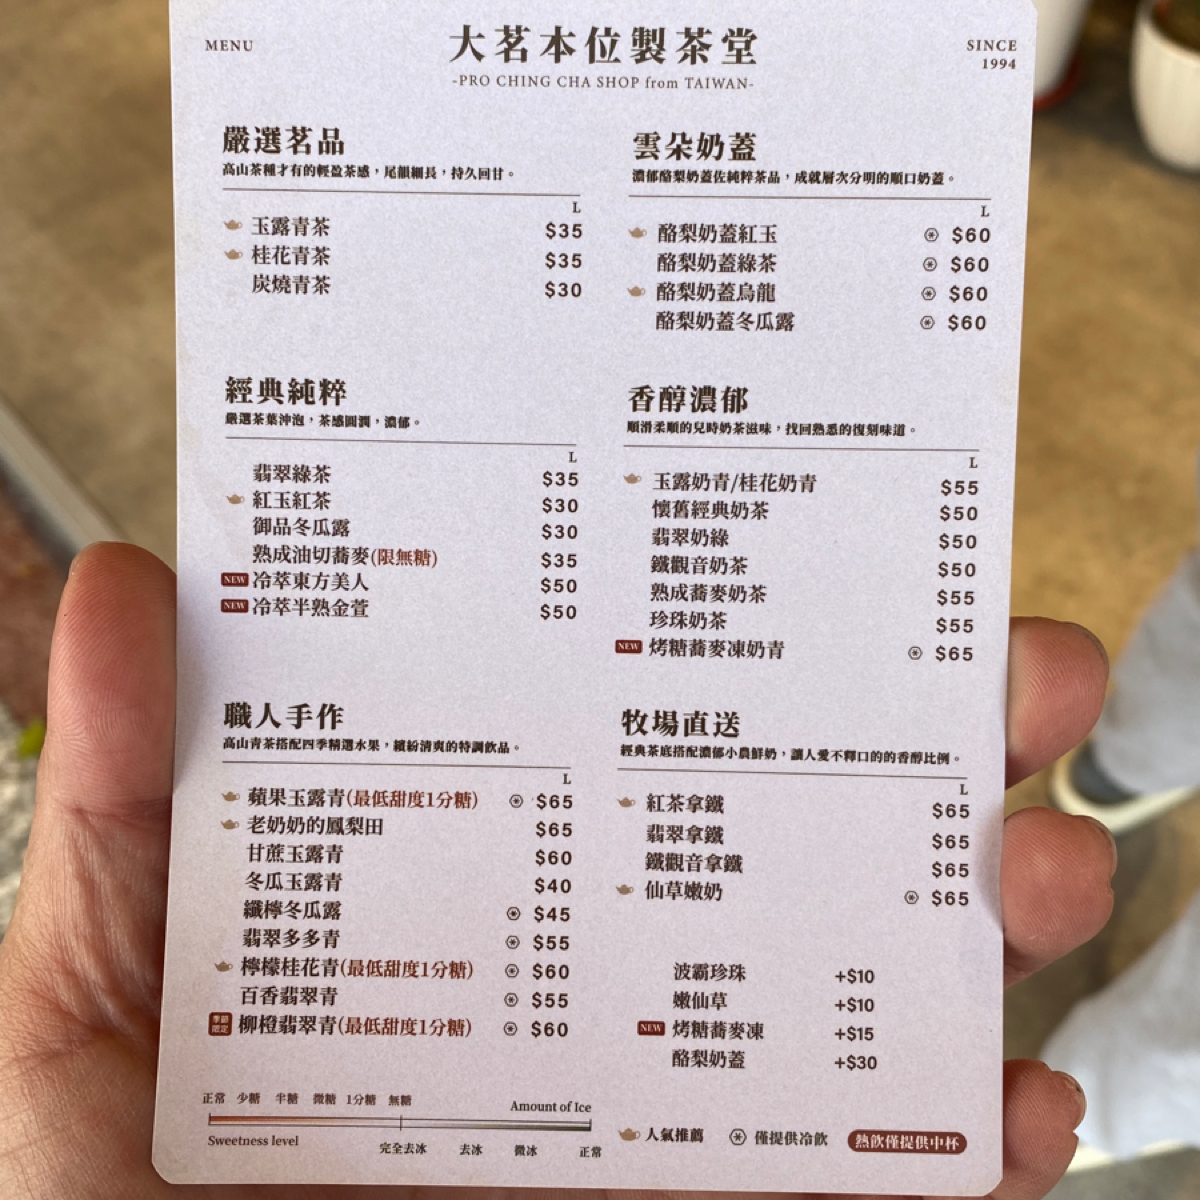 MENU
大茗本位製茶堂
-PRO CHING CHA SHOP from TAIWAN-
SINCE
1994
嚴選茗品
高山茶種才有的輕盈茶感，尾韻細長，持久回甘。
L
玉露青茶 $35
桂花青茶 $35
炭燒青茶 $30
經典純粹
嚴選茶葉沖泡，茶感圓潤，濃郁。
L
翡翠綠茶 $35
紅玉紅茶 $30
御品冬瓜露 $30
熟成油切蕎麥(限無糖) $35
NEW 冷萃東方美人 $50
NEW 冷萃半熟金萱 $50
職人手作
高山青茶搭配四季精選水果，繽紛清爽的特調飲品。
L
蘋果玉露青(最低甜度1分糖) $65
老奶奶的鳳梨田 $65
甘蔗玉露青 $60
冬瓜玉露青 $40
纖檸冬瓜露 $45
翡翠多多青 $55
檸檬桂花青(最低甜度1分糖) $60
百香翡翠青 $55
季節限定 柳橙翡翠青(最低甜度1分糖) $60
正常 少糖 半糖 微糖 1分糖 無糖
Amount of Ice
Sweetness level
完全去冰 去冰 微冰 正常
雲朵奶蓋
濃郁酪梨奶蓋佐純粹茶品，成就層次分明的順口奶蓋。
L
酪梨奶蓋紅玉 $60
酪梨奶蓋綠茶 $60
酪梨奶蓋烏龍 $60
酪梨奶蓋冬瓜露 $60
香醇濃郁
順滑柔順的兒時奶茶滋味，找回熟悉的復刻味道。
L
玉露奶青/桂花奶青 $55
懷舊經典奶茶 $50
翡翠奶綠 $50
鐵觀音奶茶 $50
熟成蕎麥奶茶 $55
珍珠奶茶 $55
NEW 烤糖蕎麥凍奶青 $65
牧場直送
經典茶底搭配濃郁小農鮮奶，讓人愛不釋口的的香醇比例。
L
紅茶拿鐵 $65
翡翠拿鐵 $65
鐵觀音拿鐵 $65
仙草嫩奶 $65
波霸珍珠 +$10
嫩仙草 +$10
NEW 烤糖蕎麥凍 +$15
酪梨奶蓋 +$30
人氣推薦 僅提供冷飲 熱飲僅提供中杯